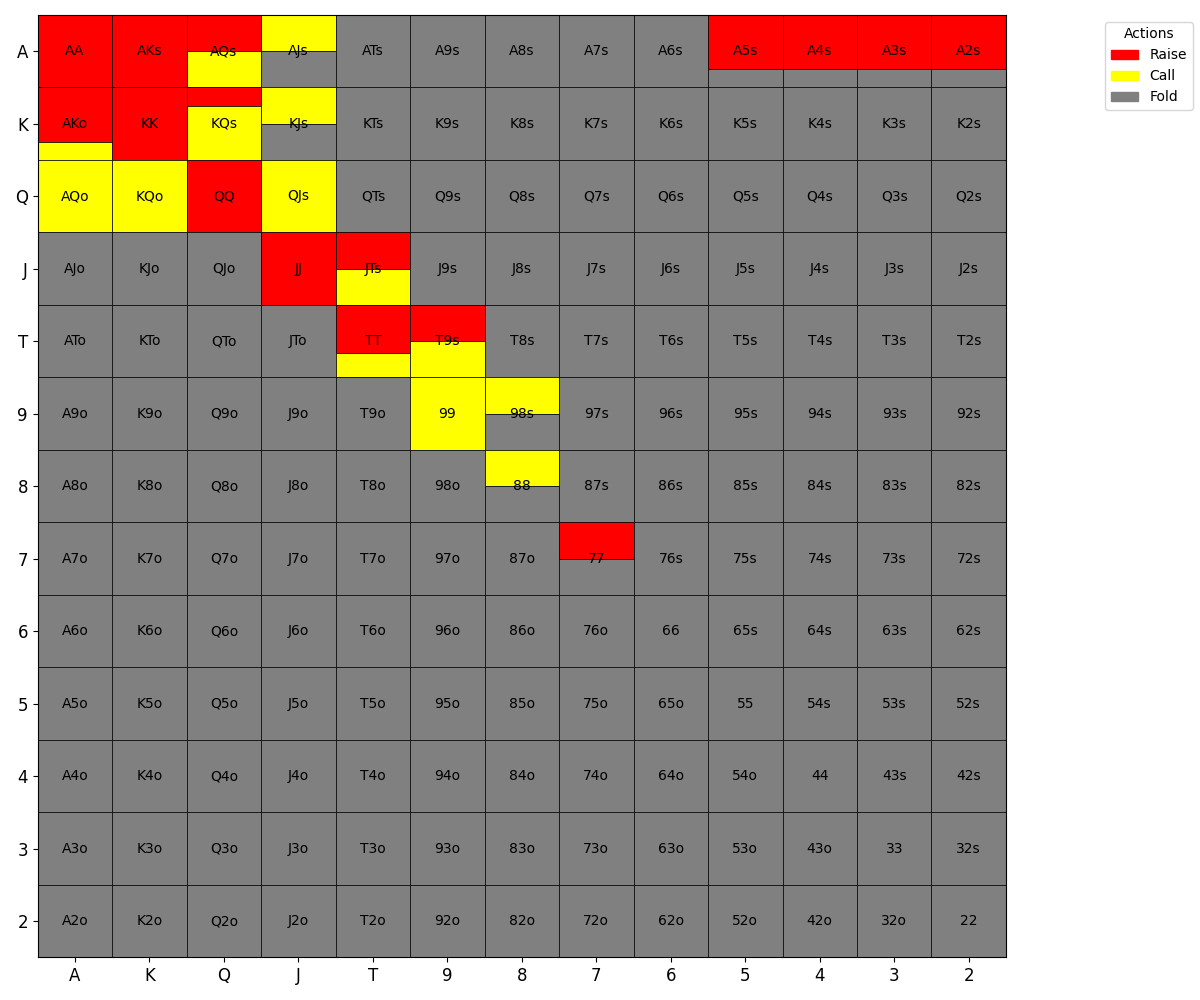 Actions
Raise
Call
Fold
A AA AKs AQs AJs ATs A9s A8s A7s A6s A5s A4s A3s A2s
K AKo KK KQs KJs KTs K9s K8s K7s K6s K5s K4s K3s K2s
Q AQo KQo QQ QJs QTs Q9s Q8s Q7s Q6s Q5s Q4s Q3s Q2s
J AJo KJo QJo JJ JTs J9s J8s J7s J6s J5s J4s J3s J2s
T ATo KTo QTo JTo TT T9s T8s T7s T6s T5s T4s T3s T2s
9 A9o K9o Q9o J9o T9o 99 98s 97s 96s 95s 94s 93s 92s
8 A8o K8o Q8o J8o T8o 98o 88 87s 86s 85s 84s 83s 82s
7 A7o K7o Q7o J7o T7o 97o 87o 77 76s 75s 74s 73s 72s
6 A6o K6o Q6o J6o T6o 96o 86o 76o 66 65s 64s 63s 62s
5 A5o K5o Q5o J5o T5o 95o 85o 75o 65o 55 54s 53s 52s
4 A4o K4o Q4o J4o T4o 94o 84o 74o 64o 54o 44 43s 42s
3 A3o K3o Q3o J3o T3o 93o 83o 73o 63o 53o 43o 33 32s
2 A2o K2o Q2o J2o T2o 92o 82o 72o 62o 52o 42o 32o 22
A K Q J T 9 8 7 6 5 4 3 2